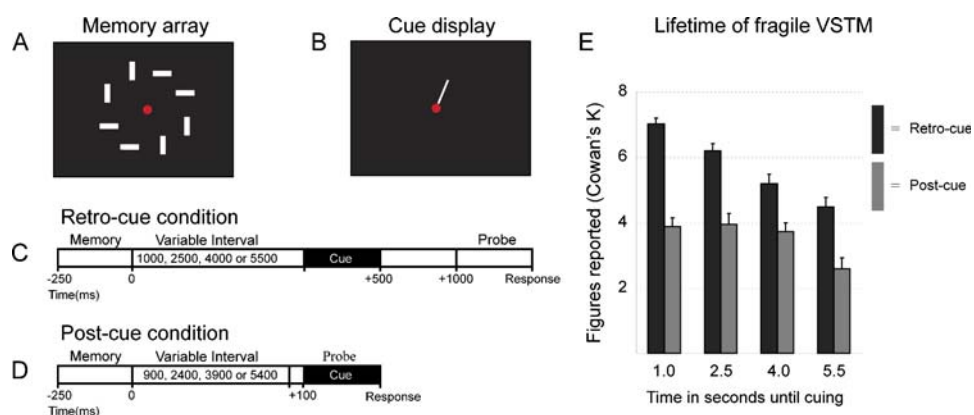 A
Memory array
B
Cue display
Retro-cue condition
C
Memory
Variable Interval
Probe
1000, 2500, 4000 or 5500
Cue
-250
0
+500
+1000
Response
Time(ms)
Post-cue condition
D
Memory
Variable Interval
Probe
900, 2400, 3900 or 5400
Cue
-250
0
+100
Response
Time(ms)
E
Lifetime of fragile VSTM
Figures reported (Cowan's K)
8
6
4
2
1.0 2.5 4.0 5.5
Time in seconds until cuing
= Retro-cue
= Post-cue